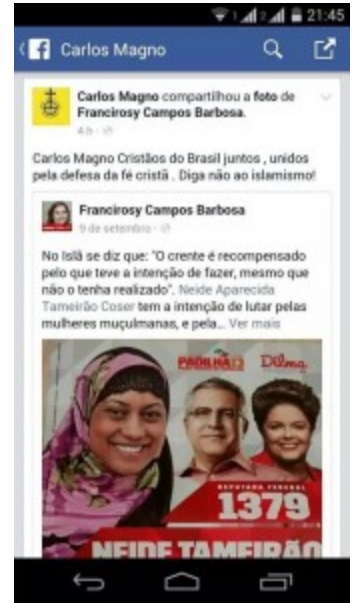 21:45
Carlos Magno
Carlos Magno compartilhou a foto de
Francirosy Campos Barbosa.
4 h
Carlos Magno Cristãos do Brasil juntos , unidos
pela defesa da fé cristã . Diga não ao islamismo!
Francirosy Campos Barbosa
9 de setembro
No Islã se diz que: "O crente é recompensado
pelo que teve a intenção de fazer, mesmo que
não o tenha realizado". Neide Aparecida
Tameirão Coser tem a intenção de lutar pelas
mulheres muçulmanas, e pela... Ver mais
PADILHA13 Dilma
DEPUTADA FEDERAL
1379
NEIDE TAMEIRÃO